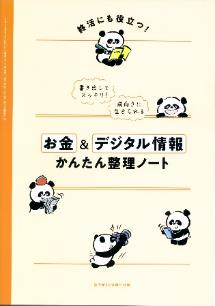 終活にも役立つ!
書き出して
スッキリ!
前向きに
生きられる
お金 & デジタル情報
かんたん整理ノート